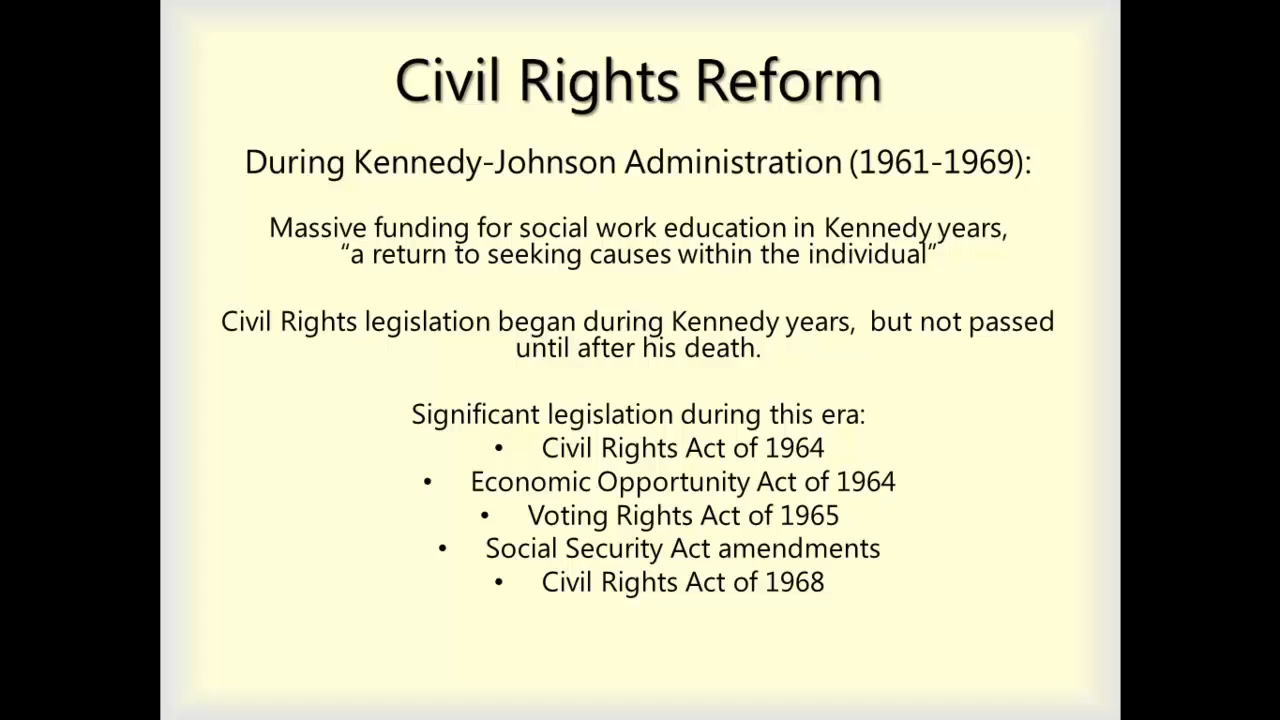 Civil Rights Reform
During Kennedy-Johnson Administration (1961-1969):
Massive funding for social work education in Kennedy years,
“a return to seeking causes within the individual”
Civil Rights legislation began during Kennedy years,  but not passed
until after his death.
Significant legislation during this era:
• Civil Rights Act of 1964
• Economic Opportunity Act of 1964
• Voting Rights Act of 1965
• Social Security Act amendments
• Civil Rights Act of 1968